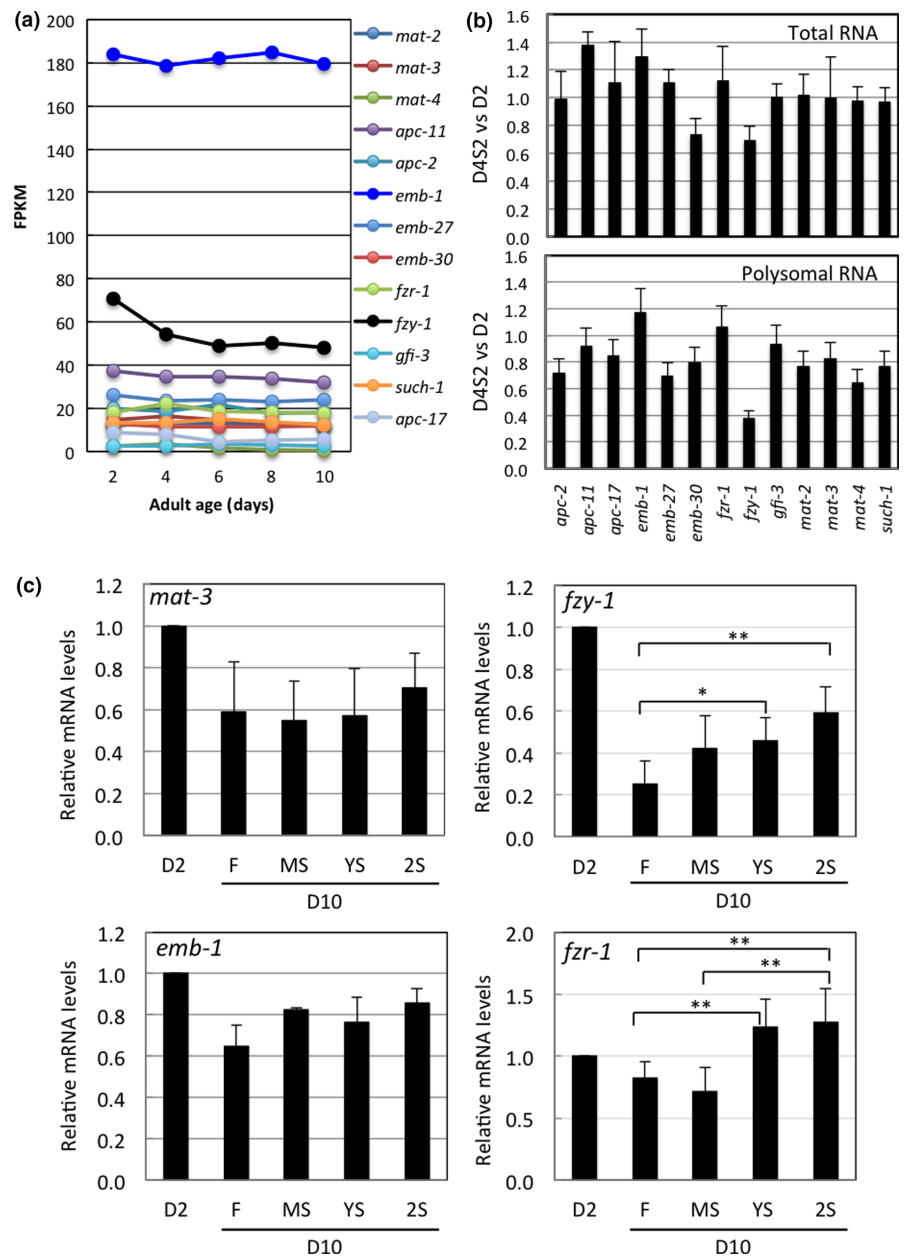 (a)
200
180
160
140
120
100
80
60
40
20
0
FPKM
2 4 6 8 10
Adult age (days)
mat-2
mat-3
mat-4
apc-11
apc-2
emb-1
emb-27
emb-30
fzr-1
fzy-1
gfi-3
such-1
apc-17
(b)
Total RNA
D4S2 vs D2
1.6
1.4
1.2
1.0
0.8
0.6
0.4
0.2
0.0
Polysomal RNA
D4S2 vs D2
1.6
1.4
1.2
1.0
0.8
0.6
0.4
0.2
0.0
apc-2 apc-11 apc-17 emb-1 emb-27 emb-30 fzr-1 fzy-1 gfi-3 mat-2 mat-3 mat-4 such-1
(c)
mat-3
Relative mRNA levels
1.2
1.0
0.8
0.6
0.4
0.2
0.0
D2 F MS YS 2S
D10
fzy-1
Relative mRNA levels
1.2
1.0
0.8
0.6
0.4
0.2
0.0
**
*
D2 F MS YS 2S
D10
emb-1
Relative mRNA levels
1.2
1.0
0.8
0.6
0.4
0.2
0.0
D2 F MS YS 2S
D10
fzr-1
Relative mRNA levels
2.0
1.5
1.0
0.5
0.0
**
**
**
D2 F MS YS 2S
D10